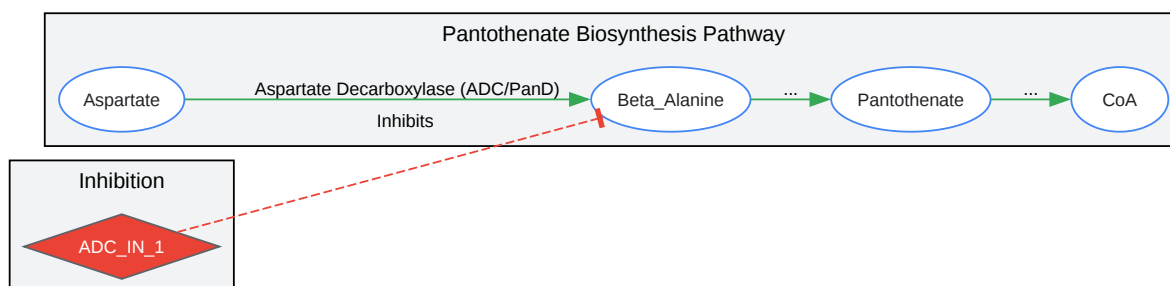 Pantothenate Biosynthesis Pathway
Aspartate
Aspartate Decarboxylase (ADC/PanD)
Inhibits
Beta_Alanine
...
Pantothenate
...
CoA
Inhibition
ADC_IN_1